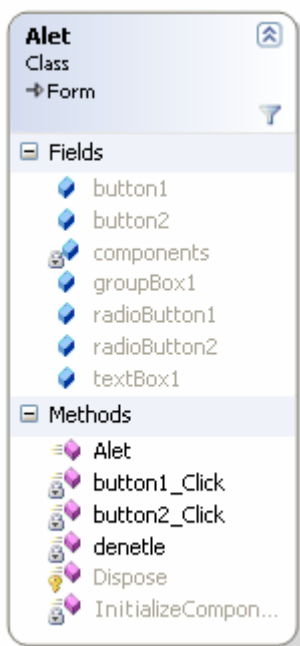 Alet
Class
Form
Fields
button1
button2
components
groupBox1
radioButton1
radioButton2
textBox1
Methods
Alet
button1_Click
button2_Click
denetle
Dispose
InitializeCompon...